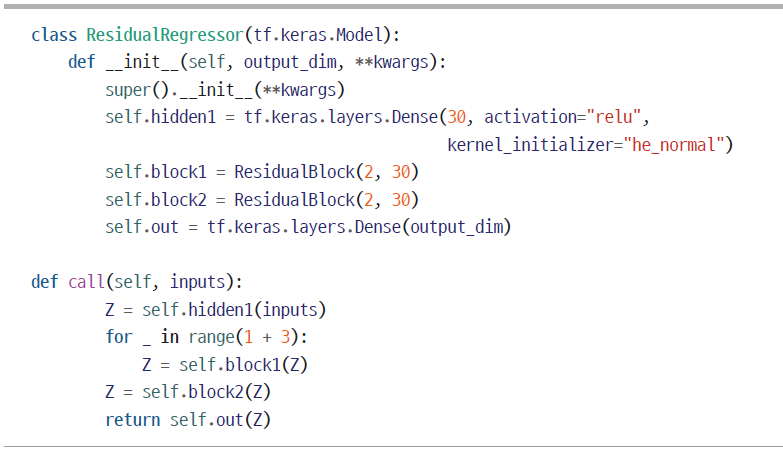 class ResidualRegressor(tf.keras.Model):
    def __init__(self, output_dim, **kwargs):
        super().__init__(**kwargs)
        self.hidden1 = tf.keras.layers.Dense(30, activation="relu",
                                             kernel_initializer="he_normal")
        self.block1 = ResidualBlock(2, 30)
        self.block2 = ResidualBlock(2, 30)
        self.out = tf.keras.layers.Dense(output_dim)

def call(self, inputs):
        Z = self.hidden1(inputs)
        for _ in range(1 + 3):
            Z = self.block1(Z)
        Z = self.block2(Z)
        return self.out(Z)